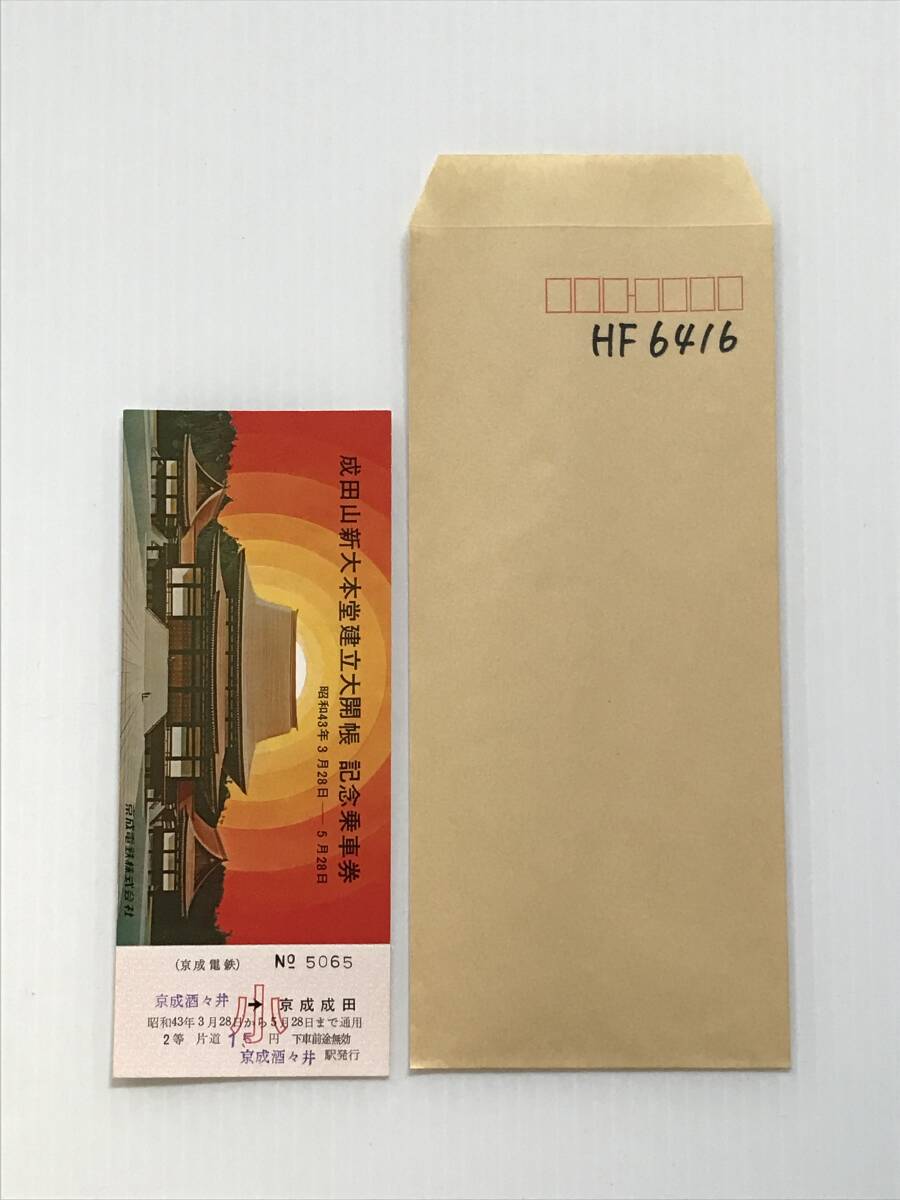 HF6416
成田山新大本堂建立大開帳 記念乗車券
昭和43年3月28日——5月28日
京成電鉄株式会社
(京成電鉄) No 5065
京成酒々井 → 京成成田
小
昭和43年3月28日から5月28日まで通用
2等 片道 15 円 下車前途無効
京成酒々井 駅発行